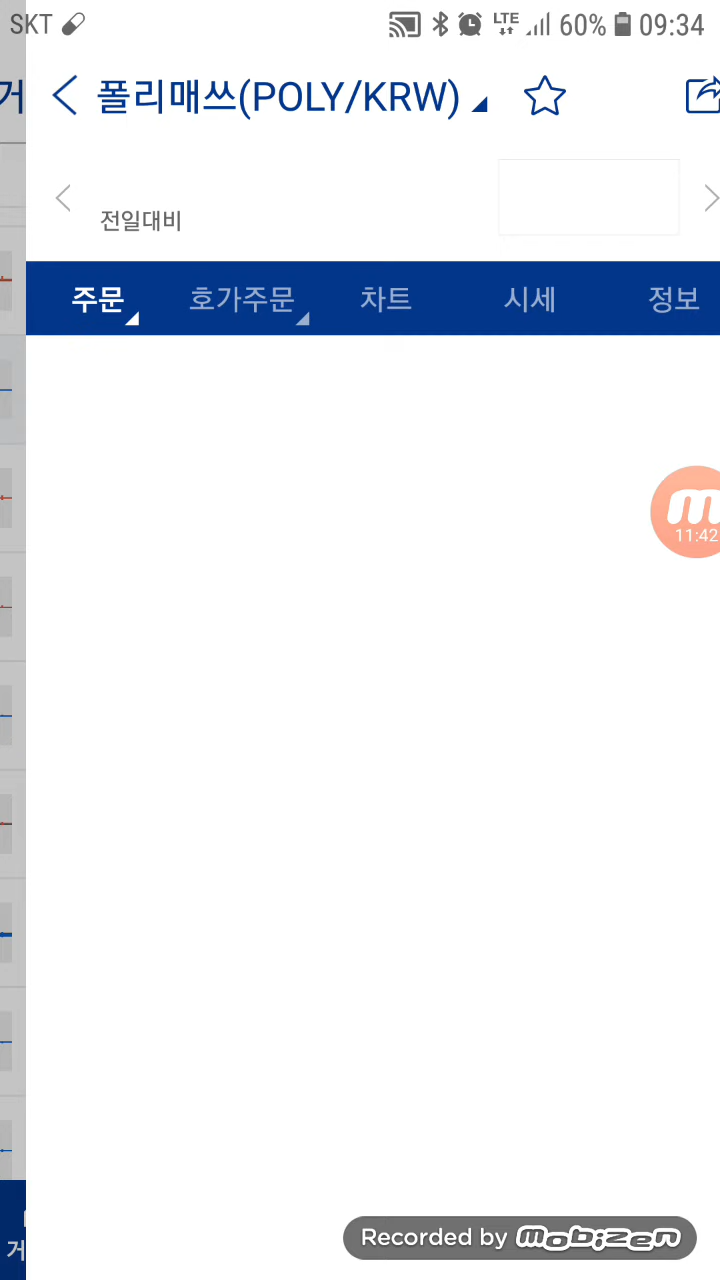 SKT LTE 60% 09:34
거 폴리매쓰(POLY/KRW)
전일대비
주문 호가주문 차트 시세 정보
m
11:42
거
Recorded by mobizen